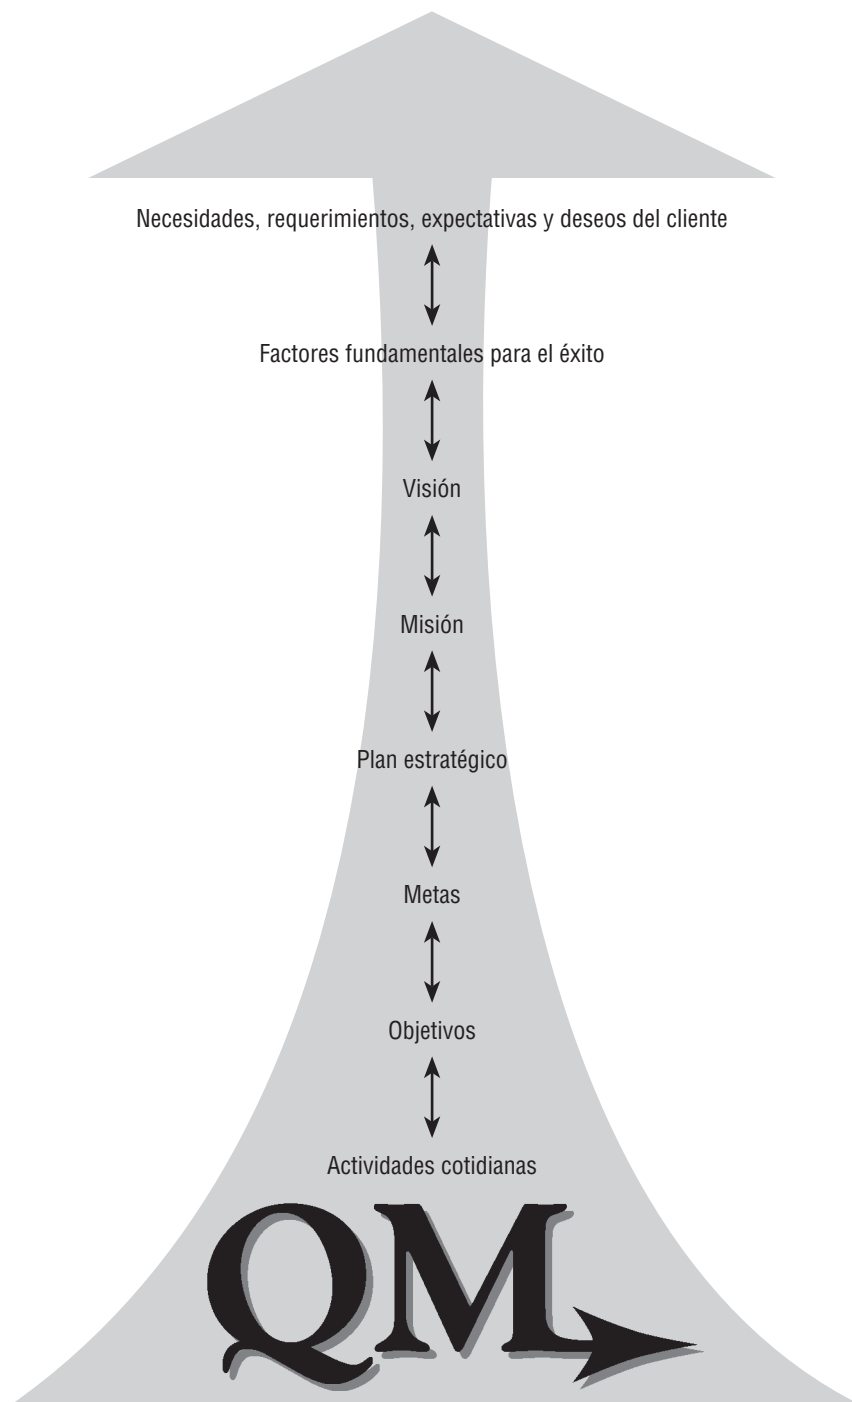 Necesidades, requerimientos, expectativas y deseos del cliente
Factores fundamentales para el éxito
Visión
Misión
Plan estratégico
Metas
Objetivos
Actividades cotidianas
QM